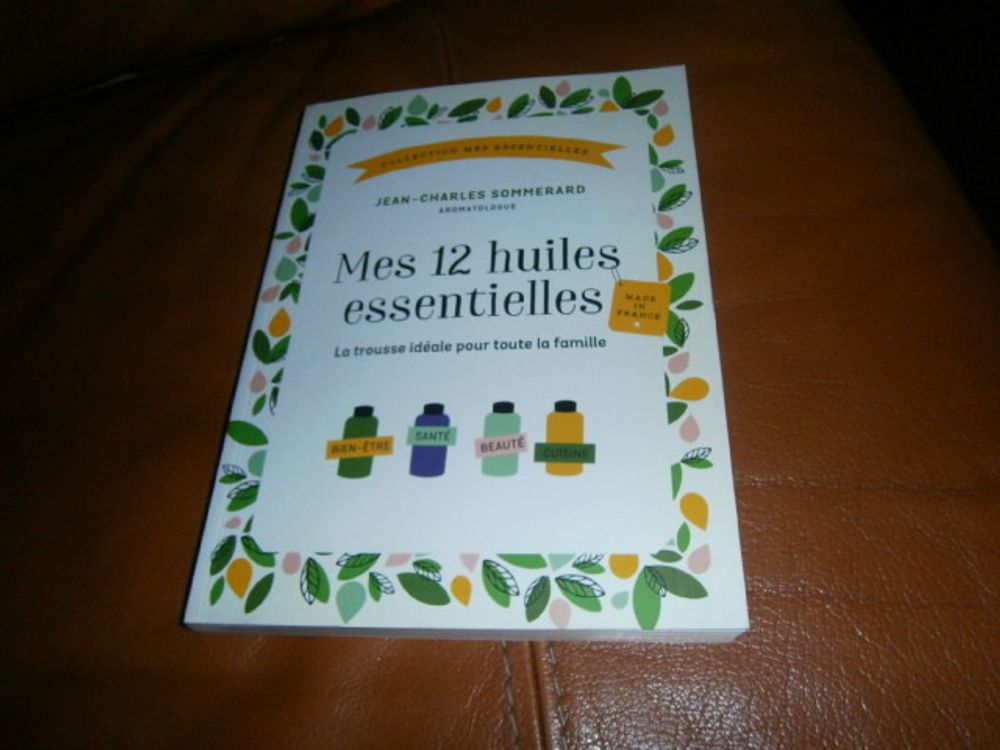 COLLECTION MES ESSENTIELLES
JEAN-CHARLES SOMMERARD
AROMATOLOGUE
Mes 12 huiles
essentielles
MADE
IN
FRANCE
La trousse idéale pour toute la famille
BIEN-ÊTRE
SANTÉ
BEAUTÉ
CUISINE